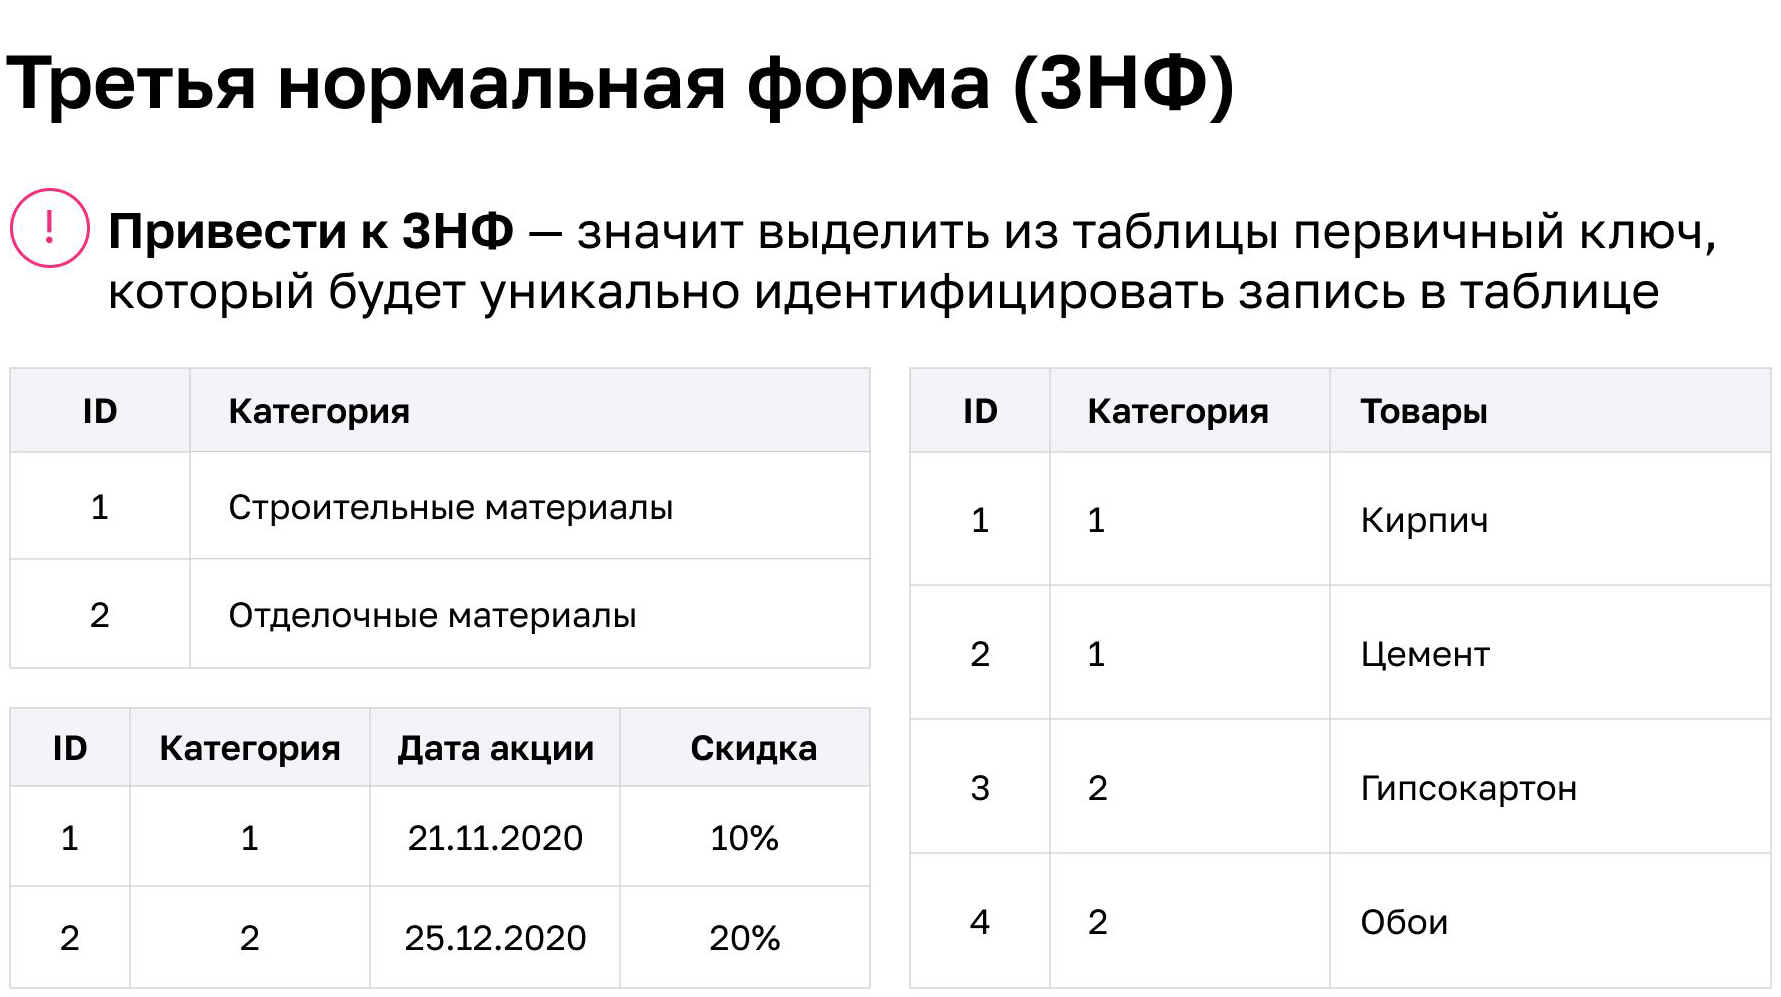 Третья нормальная форма (3НФ)
!
Привести к 3НФ — значит выделить из таблицы первичный ключ,
который будет уникально идентифицировать запись в таблице
ID Категория
1 Строительные материалы
2 Отделочные материалы
ID Категория Дата акции Скидка
1 1 21.11.2020 10%
2 2 25.12.2020 20%
ID Категория Товары
1 1 Кирпич
2 1 Цемент
3 2 Гипсокартон
4 2 Обои